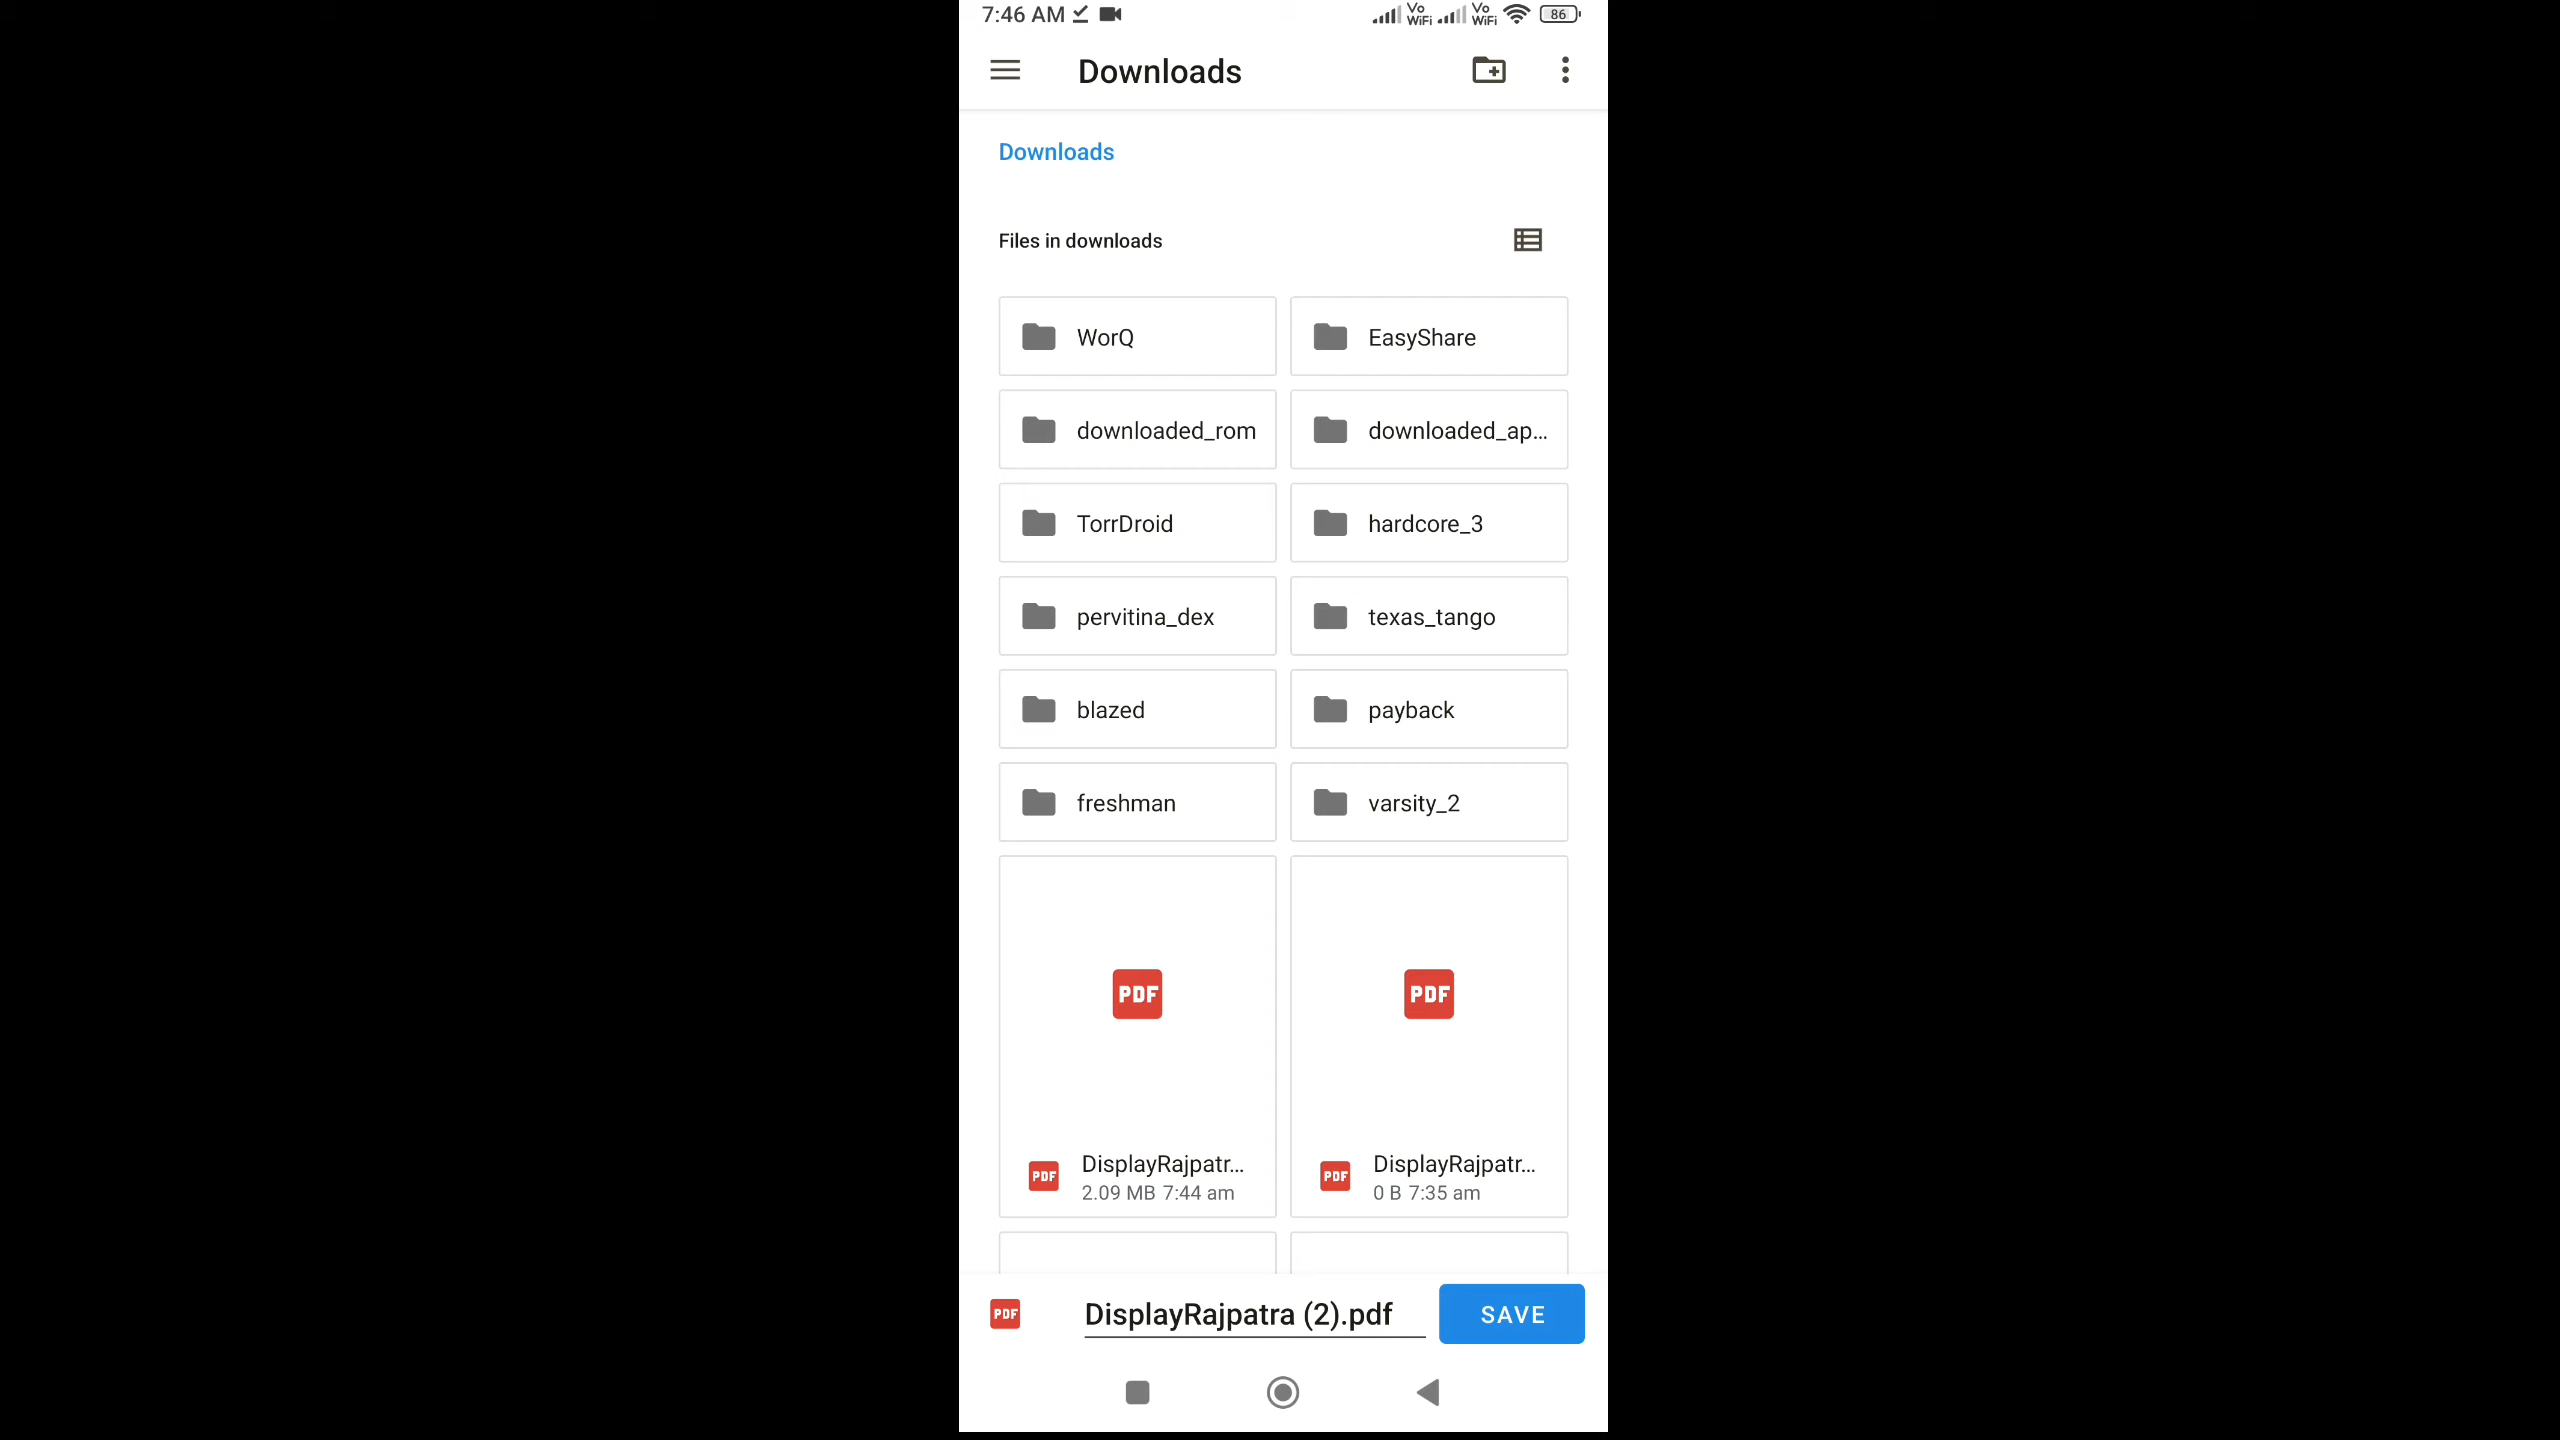 7:46 AM
Vo WiFi Vo WiFi 86
Downloads
Downloads
Files in downloads
WorQ
EasyShare
downloaded_rom
downloaded_ap...
TorrDroid
hardcore_3
pervitina_dex
texas_tango
blazed
payback
freshman
varsity_2
PDF
PDF
PDF DisplayRajpatr...
2.09 MB 7:44 am
PDF DisplayRajpatr...
0 B 7:35 am
PDF DisplayRajpatra (2).pdf
SAVE